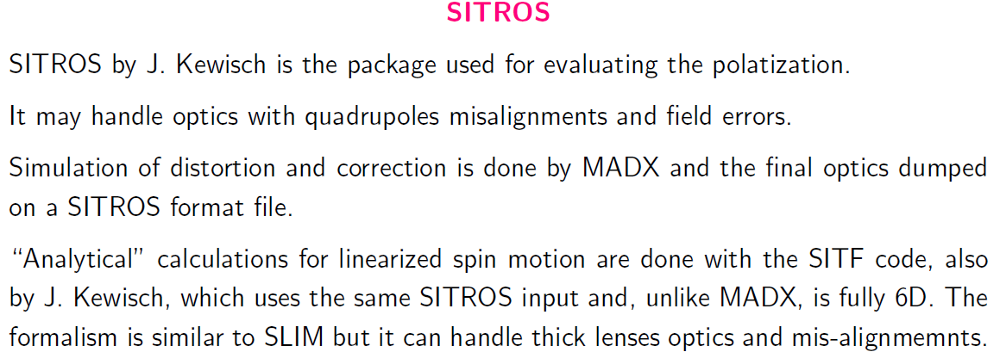 SITROS
SITROS by J. Kewisch is the package used for evaluating the polatization.
It may handle optics with quadrupoles misalignments and field errors.
Simulation of distortion and correction is done by MADX and the final optics dumped
on a SITROS format file.
“Analytical” calculations for linearized spin motion are done with the SITF code, also
by J. Kewisch, which uses the same SITROS input and, unlike MADX, is fully 6D. The
formalism is similar to SLIM but it can handle thick lenses optics and mis-alignmemnts.